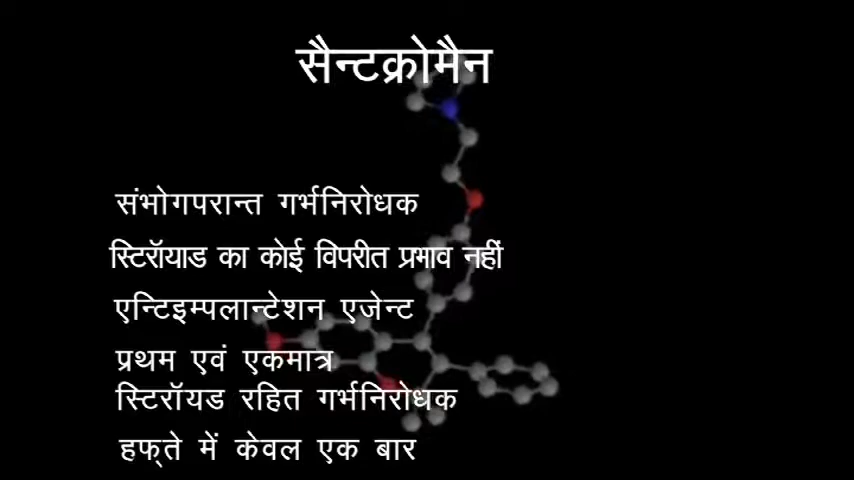 सैन्टक्रोमैन
संभोगपरान्त गर्भनिरोधक
स्टिरॉयाड का कोई विपरीत प्रभाव नहीं
एन्टिइम्पलान्टेशन एजेन्ट
प्रथम एवं एकमात्र
स्टिरॉयड रहित गर्भनिरोधक
हफ्ते में केवल एक बार